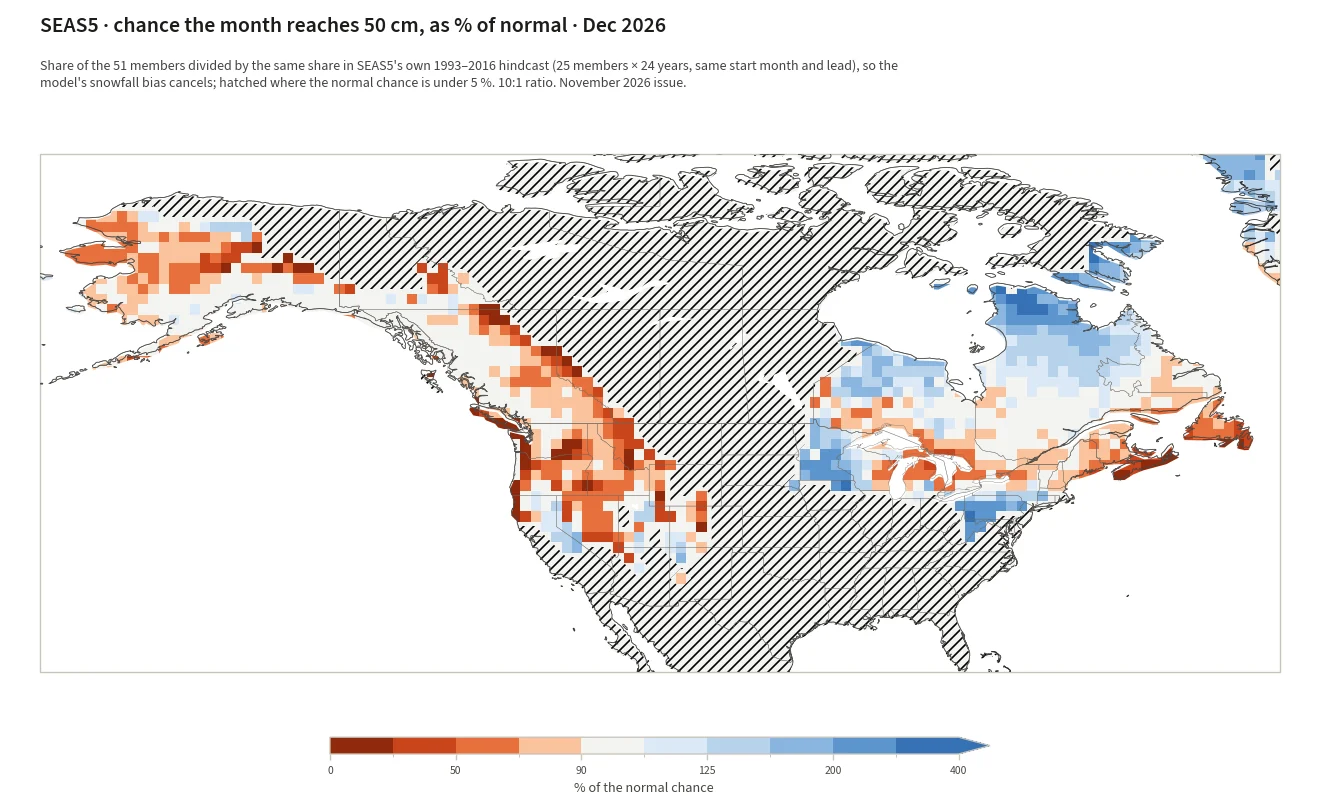 SEAS5 · chance the month reaches 50 cm, as % of normal · Dec 2026
Share of the 51 members divided by the same share in SEAS5's own 1993–2016 hindcast (25 members × 24 years, same start month and lead), so the
model's snowfall bias cancels; hatched where the normal chance is under 5 %. 10:1 ratio. November 2026 issue.
0 50 90 125 200 400
% of the normal chance